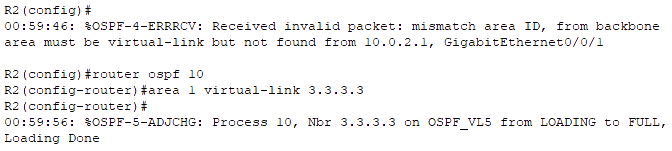 R2(config)#
00:59:46: %OSPF-4-ERRRCV: Received invalid packet: mismatch area ID, from backbone
area must be virtual-link but not found from 10.0.2.1, GigabitEthernet0/0/1
R2(config)#router ospf 10
R2(config-router)#area 1 virtual-link 3.3.3.3
R2(config-router)#
00:59:56: %OSPF-5-ADJCHG: Process 10, Nbr 3.3.3.3 on OSPF_VL5 from LOADING to FULL,
Loading Done